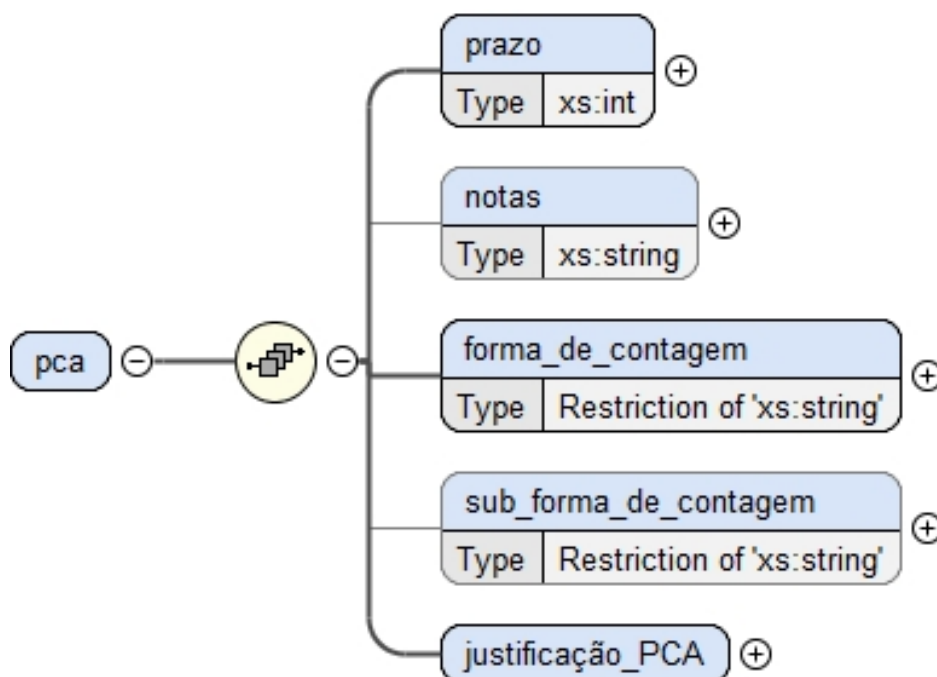 prazo
Type xs:int
notas
Type xs:string
pca
forma_de_contagem
Type Restriction of 'xs:string'
sub_forma_de_contagem
Type Restriction of 'xs:string'
justificação_PCA